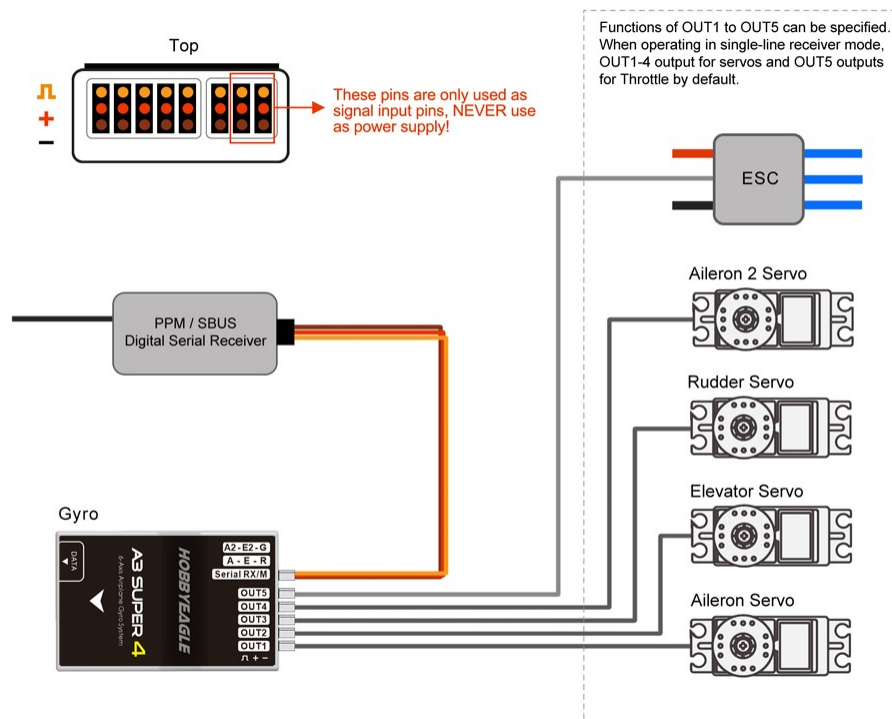 Functions of OUT1 to OUT5 can be specified.
When operating in single-line receiver mode,
OUT1-4 output for servos and OUT5 outputs
for Throttle by default.
Top
+
−
These pins are only used as
signal input pins, NEVER use
as power supply!
ESC
Aileron 2 Servo
PPM / SBUS
Digital Serial Receiver
Rudder Servo
Elevator Servo
Gyro
DATA
A3 SUPER 4
6-Axis Airplane Gyro System
HOBBYEAGLE
A2 - E2 - G
A - E - R
Serial RX/M
OUT5
OUT4
OUT3
OUT2
OUT1
+ −
Aileron Servo